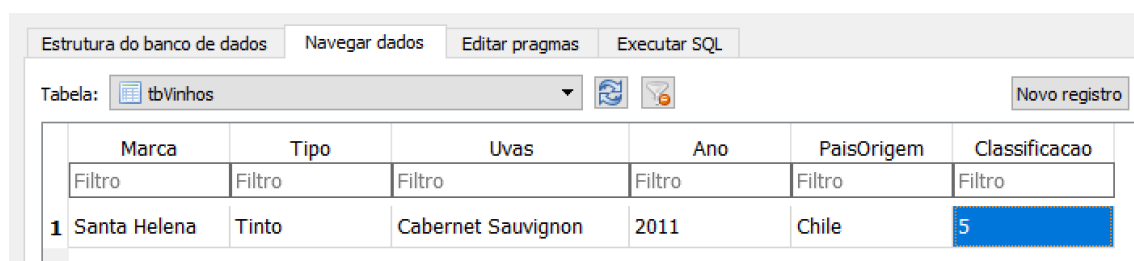 Estrutura do banco de dados Navegar dados Editar pragmas Executar SQL
Tabela: tbVinhos Novo registro
Marca Tipo Uvas Ano PaisOrigem Classificacao
Filtro Filtro Filtro Filtro Filtro Filtro
1 Santa Helena Tinto Cabernet Sauvignon 2011 Chile 5